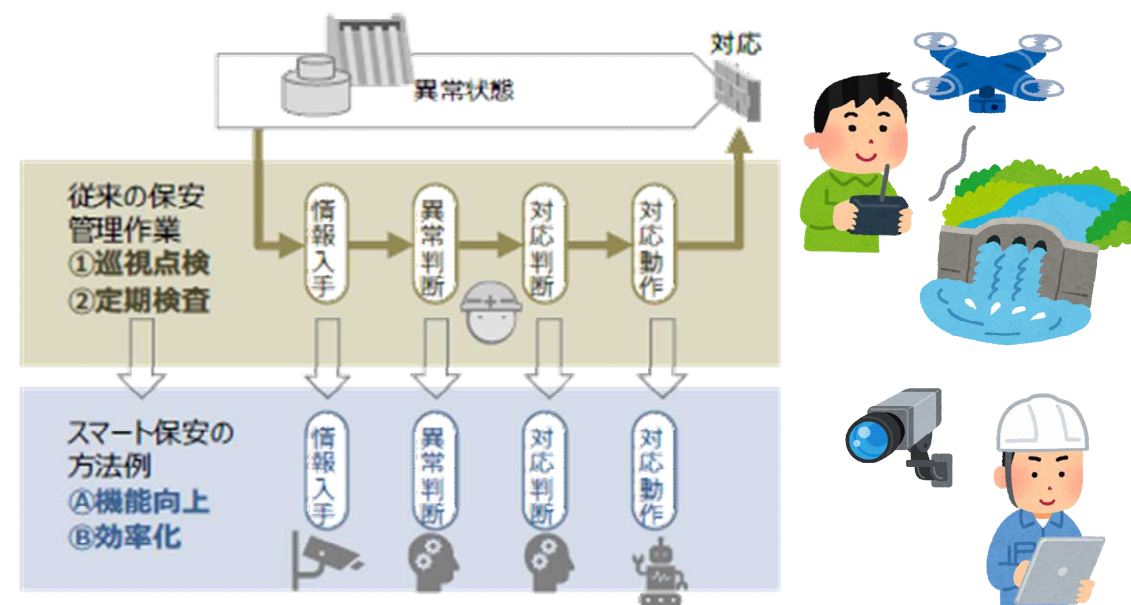 対応
異常状態
従来の保安
管理作業
①巡視点検
②定期検査
情報入手
異常判断
対応判断
対応動作
スマート保安の
方法例
Ⓐ機能向上
Ⓑ効率化
情報入手
異常判断
対応判断
対応動作